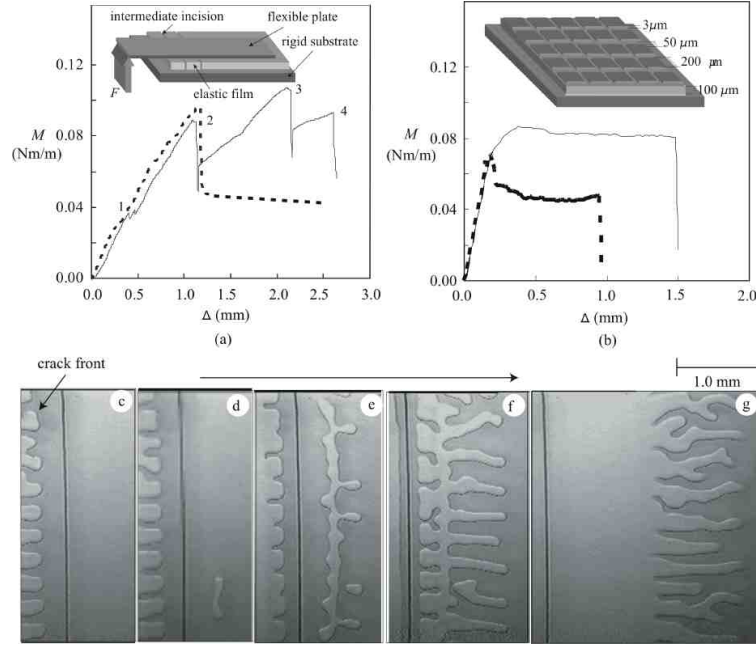 intermediate incision
flexible plate
rigid substrate
elastic film
F
0.12
0.08
0.04
0.00
M
(Nm/m)
1
2
3
4
0.0 0.5 1.0 1.5 2.0 2.5 3.0
Δ (mm)
(a)
3μm
50 μm
200 μm
100 μm
0.12
0.08
0.04
0.00
M
(Nm/m)
0.0 0.5 1.0 1.5 2.0
Δ (mm)
(b)
crack front
1.0 mm
c
d
e
f
g